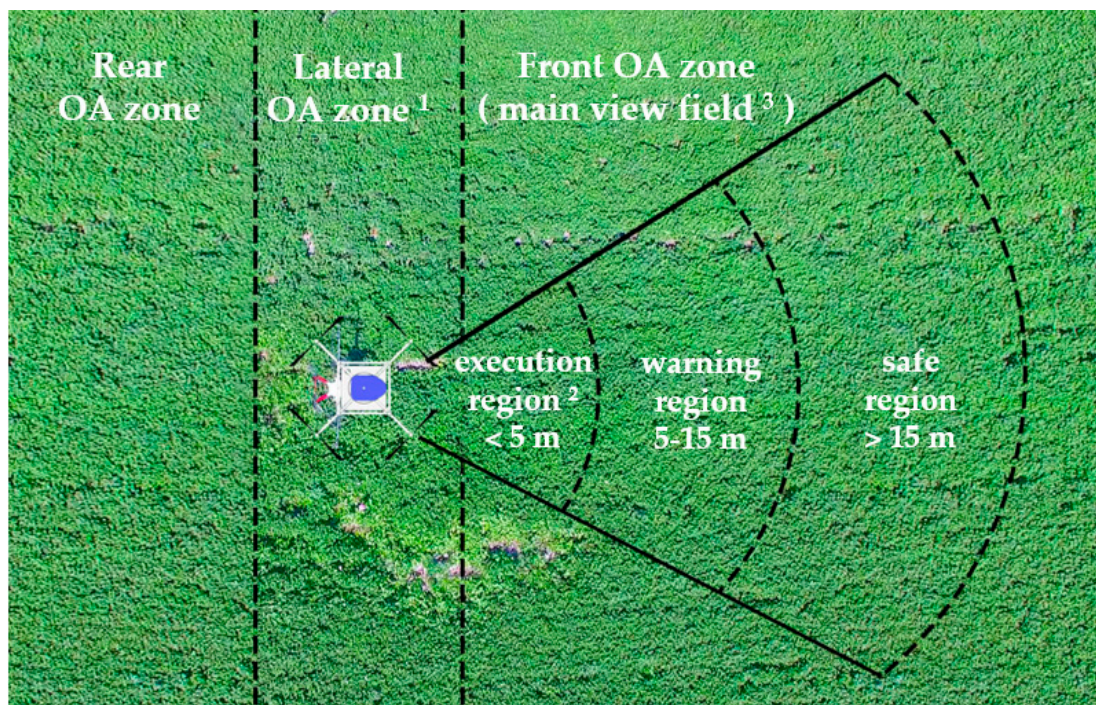 Rear
OA zone
Lateral
OA zone ¹
Front OA zone
( main view field ³ )
execution
region ²
< 5 m
warning
region
5-15 m
safe
region
> 15 m